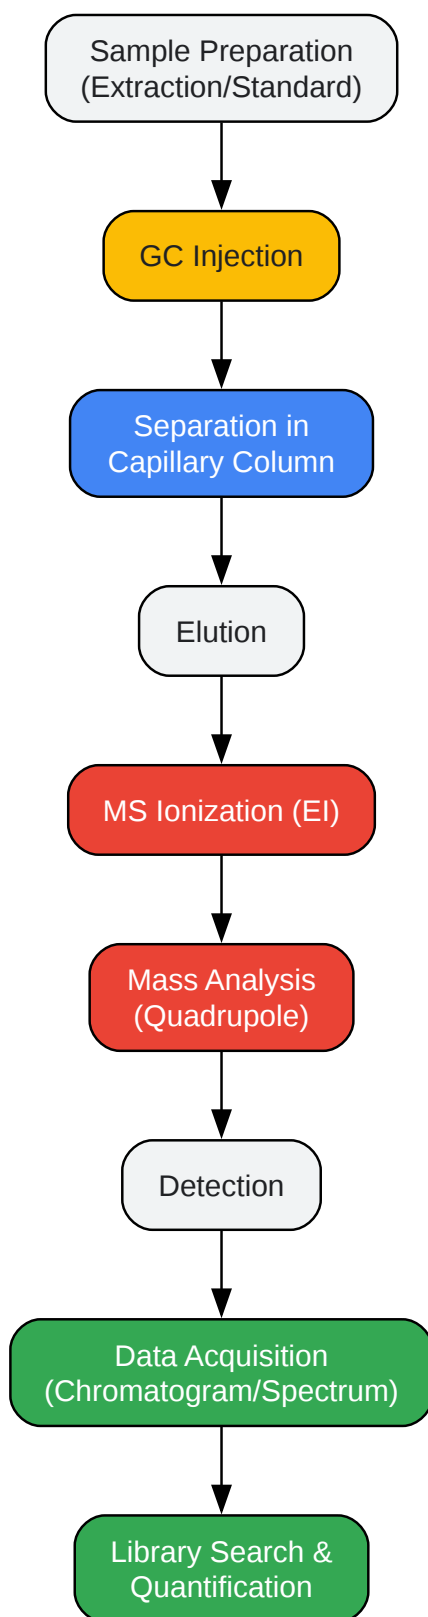 Sample Preparation
(Extraction/Standard)
GC Injection
Separation in
Capillary Column
Elution
MS Ionization (EI)
Mass Analysis
(Quadrupole)
Detection
Data Acquisition
(Chromatogram/Spectrum)
Library Search &
Quantification